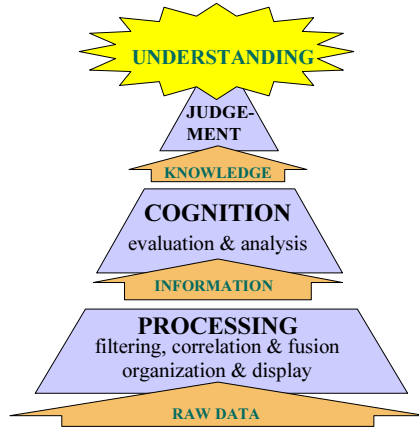 UNDERSTANDING
JUDGE-
MENT
KNOWLEDGE
COGNITION
evaluation & analysis
INFORMATION
PROCESSING
filtering, correlation & fusion
organization & display
RAW DATA